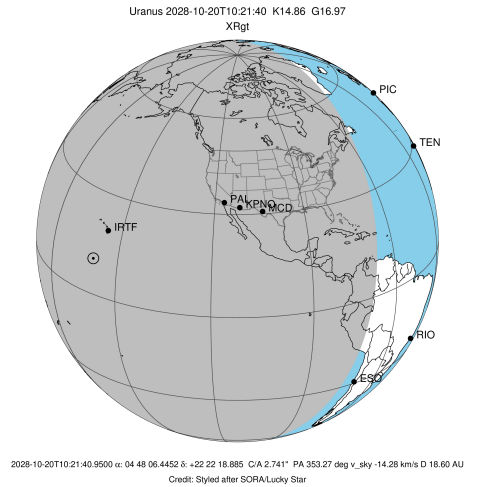 Uranus 2028-10-20T10:21:40 K14.86 G16.97
XRgt
PIC
TEN
PAL
KPNO
MCD
IRTF
RIO
ESO
2028-10-20T10:21:40.9500 α: 04 48 06.4452 δ: +22 22 18.885 C/A 2.741" PA 353.27 deg v_sky -14.28 km/s D 18.60 AU
Credit: Styled after SORA/Lucky Star